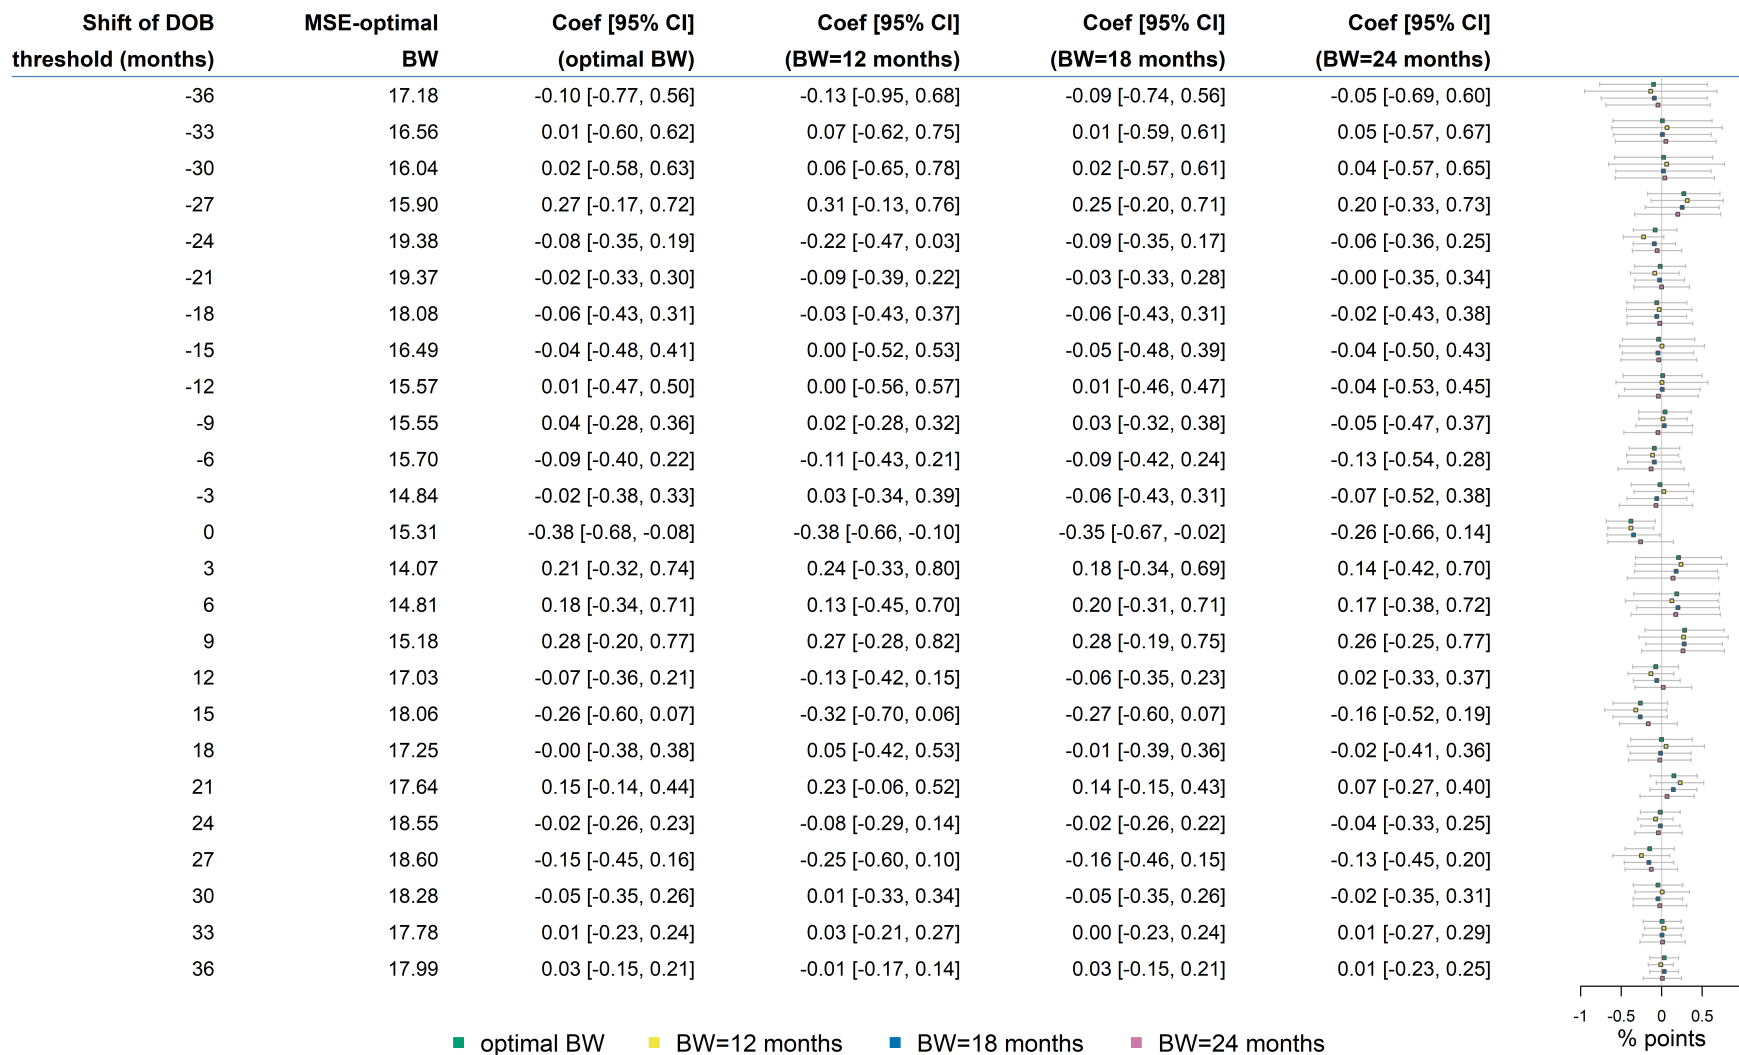 Shift of DOB MSE-optimal Coef [95% CI] Coef [95% CI] Coef [95% CI] Coef [95% CI]
threshold (months) BW (optimal BW) (BW=12 months) (BW=18 months) (BW=24 months)
-36 17.18 -0.10 [-0.77, 0.56] -0.13 [-0.95, 0.68] -0.09 [-0.74, 0.56] -0.05 [-0.69, 0.60]
-33 16.56 0.01 [-0.60, 0.62] 0.07 [-0.62, 0.75] 0.01 [-0.59, 0.61] 0.05 [-0.57, 0.67]
-30 16.04 0.02 [-0.58, 0.63] 0.06 [-0.65, 0.78] 0.02 [-0.57, 0.61] 0.04 [-0.57, 0.65]
-27 15.90 0.27 [-0.17, 0.72] 0.31 [-0.13, 0.76] 0.25 [-0.20, 0.71] 0.20 [-0.33, 0.73]
-24 19.38 -0.08 [-0.35, 0.19] -0.22 [-0.47, 0.03] -0.09 [-0.35, 0.17] -0.06 [-0.36, 0.25]
-21 19.37 -0.02 [-0.33, 0.30] -0.09 [-0.39, 0.22] -0.03 [-0.33, 0.28] -0.00 [-0.35, 0.34]
-18 18.08 -0.06 [-0.43, 0.31] -0.03 [-0.43, 0.37] -0.06 [-0.43, 0.31] -0.02 [-0.43, 0.38]
-15 16.49 -0.04 [-0.48, 0.41] 0.00 [-0.52, 0.53] -0.05 [-0.48, 0.39] -0.04 [-0.50, 0.43]
-12 15.57 0.01 [-0.47, 0.50] 0.00 [-0.56, 0.57] 0.01 [-0.46, 0.47] -0.04 [-0.53, 0.45]
-9 15.55 0.04 [-0.28, 0.36] 0.02 [-0.28, 0.32] 0.03 [-0.32, 0.38] -0.05 [-0.47, 0.37]
-6 15.70 -0.09 [-0.40, 0.22] -0.11 [-0.43, 0.21] -0.09 [-0.42, 0.24] -0.13 [-0.54, 0.28]
-3 14.84 -0.02 [-0.38, 0.33] 0.03 [-0.34, 0.39] -0.06 [-0.43, 0.31] -0.07 [-0.52, 0.38]
0 15.31 -0.38 [-0.68, -0.08] -0.38 [-0.66, -0.10] -0.35 [-0.67, -0.02] -0.26 [-0.66, 0.14]
3 14.07 0.21 [-0.32, 0.74] 0.24 [-0.33, 0.80] 0.18 [-0.34, 0.69] 0.14 [-0.42, 0.70]
6 14.81 0.18 [-0.34, 0.71] 0.13 [-0.45, 0.70] 0.20 [-0.31, 0.71] 0.17 [-0.38, 0.72]
9 15.18 0.28 [-0.20, 0.77] 0.27 [-0.28, 0.82] 0.28 [-0.19, 0.75] 0.26 [-0.25, 0.77]
12 17.03 -0.07 [-0.36, 0.21] -0.13 [-0.42, 0.15] -0.06 [-0.35, 0.23] 0.02 [-0.33, 0.37]
15 18.06 -0.26 [-0.60, 0.07] -0.32 [-0.70, 0.06] -0.27 [-0.60, 0.07] -0.16 [-0.52, 0.19]
18 17.25 -0.00 [-0.38, 0.38] 0.05 [-0.42, 0.53] -0.01 [-0.39, 0.36] -0.02 [-0.41, 0.36]
21 17.64 0.15 [-0.14, 0.44] 0.23 [-0.06, 0.52] 0.14 [-0.15, 0.43] 0.07 [-0.27, 0.40]
24 18.55 -0.02 [-0.26, 0.23] -0.08 [-0.29, 0.14] -0.02 [-0.26, 0.22] -0.04 [-0.33, 0.25]
27 18.60 -0.15 [-0.45, 0.16] -0.25 [-0.60, 0.10] -0.16 [-0.46, 0.15] -0.13 [-0.45, 0.20]
30 18.28 -0.05 [-0.35, 0.26] 0.01 [-0.33, 0.34] -0.05 [-0.35, 0.26] -0.02 [-0.35, 0.31]
33 17.78 0.01 [-0.23, 0.24] 0.03 [-0.21, 0.27] 0.00 [-0.23, 0.24] 0.01 [-0.27, 0.29]
36 17.99 0.03 [-0.15, 0.21] -0.01 [-0.17, 0.14] 0.03 [-0.15, 0.21] 0.01 [-0.23, 0.25]
-1 -0.5 0 0.5
% points
optimal BW BW=12 months BW=18 months BW=24 months